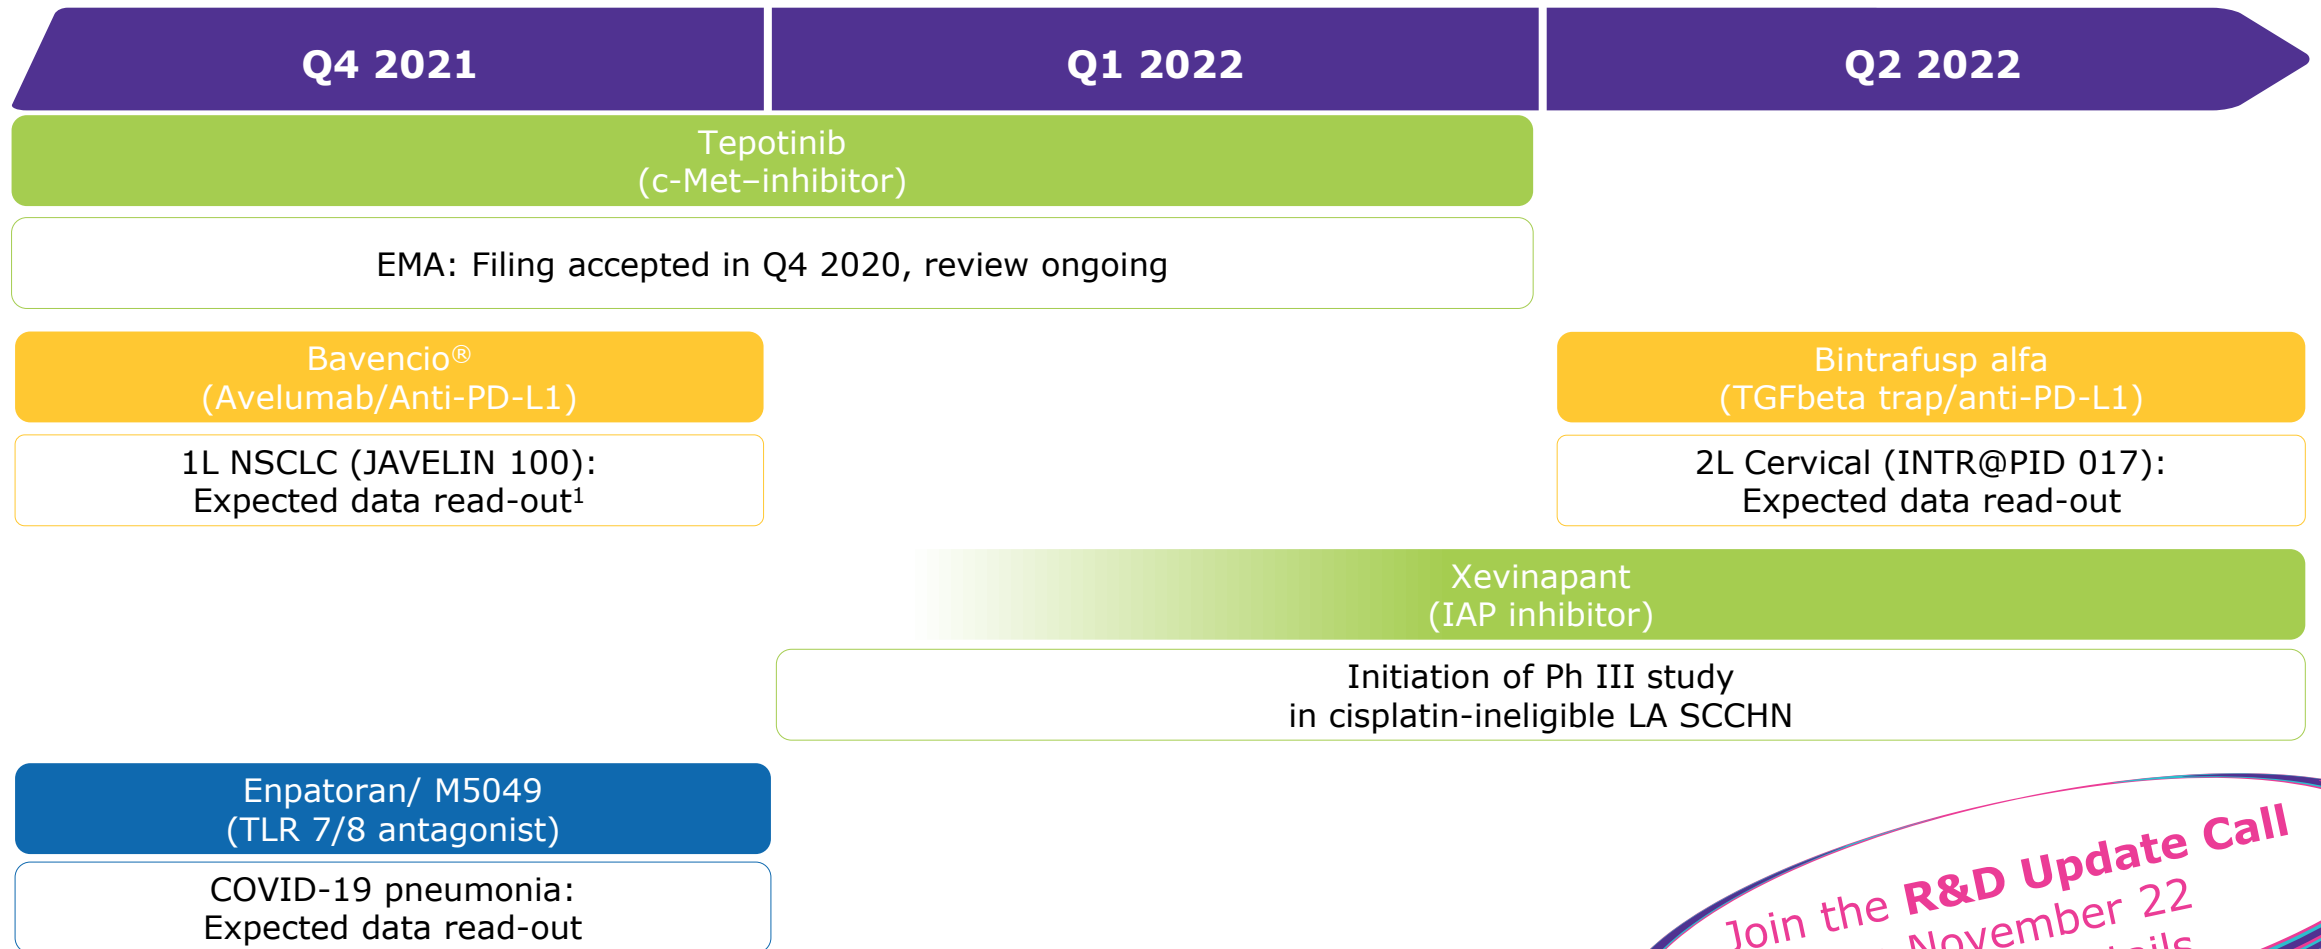 Q4 2021
Q1 2022
Q2 2022
Tepotinib
(c-Met–inhibitor)
EMA: Filing accepted in Q4 2020, review ongoing
Bavencio®
(Avelumab/Anti-PD-L1)
1L NSCLC (JAVELIN 100):
Expected data read-out¹
Bintrafusp alfa
(TGFbeta trap/anti-PD-L1)
2L Cervical (INTR@PID 017):
Expected data read-out
Xevinapant
(IAP inhibitor)
Initiation of Ph III study
in cisplatin-ineligible LA SCCHN
Enpatoran/ M5049
(TLR 7/8 antagonist)
COVID-19 pneumonia:
Expected data read-out
Join the R&D Update Call
November 22